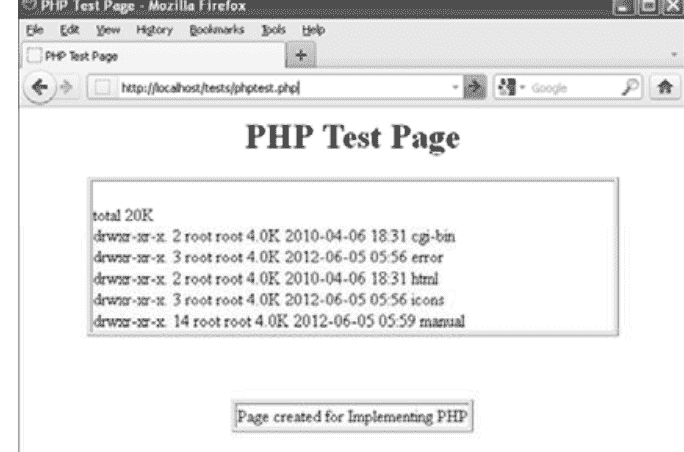 PHP Test Page - Mozilla Firefox
File Edit View History Bookmarks Tools Help
PHP Test Page
http://localhost/tests/phptest.php
Google
PHP Test Page
total 20K
drwxr-xr-x. 2 root root 4.0K 2010-04-06 18:31 cgi-bin
drwxr-xr-x. 3 root root 4.0K 2012-06-05 05:56 error
drwxr-xr-x. 2 root root 4.0K 2010-04-06 18:31 html
drwxr-xr-x. 3 root root 4.0K 2012-06-05 05:56 icons
drwxr-xr-x. 14 root root 4.0K 2012-06-05 05:59 manual
Page created for Implementing PHP